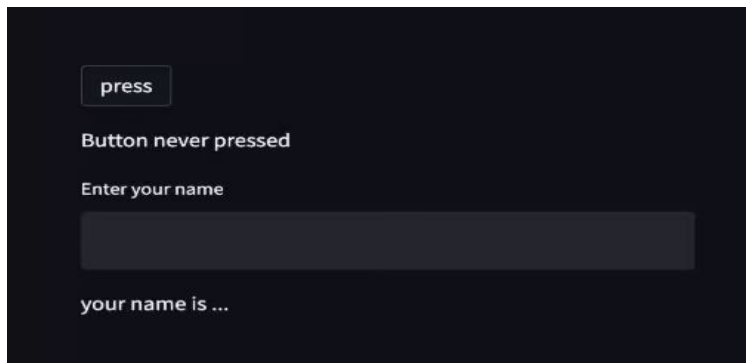 press
Button never pressed
Enter your name
your name is ...